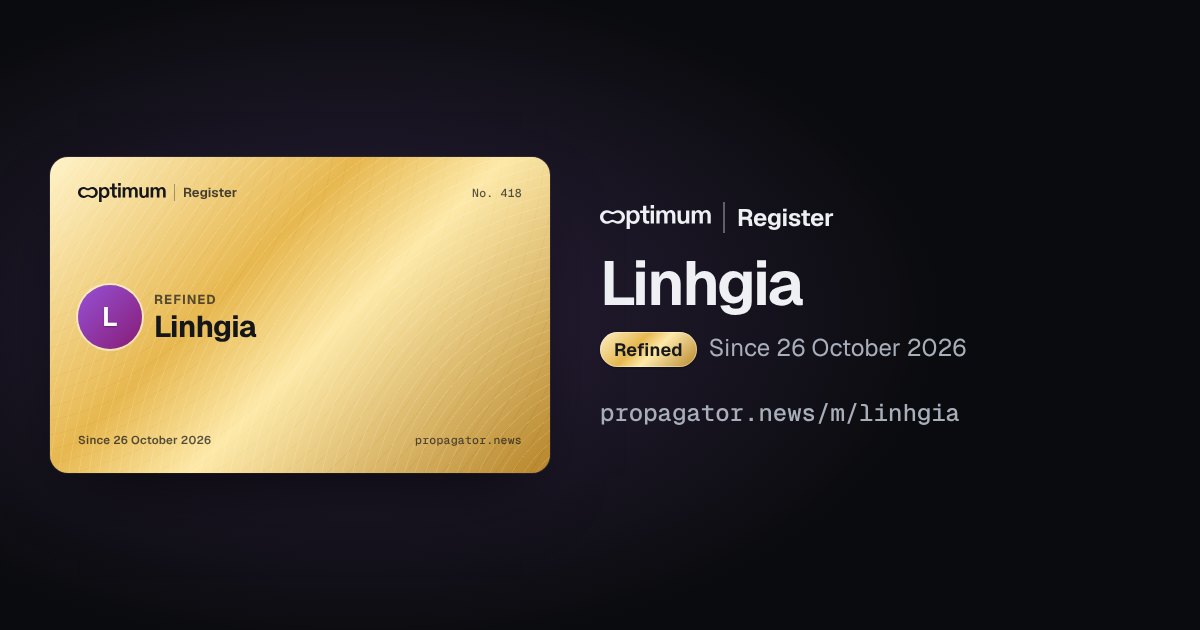 optimum | Register
No. 418
L
REFINED
Linhgia
Since 26 October 2026
propagator.news
optimum | Register
Linhgia
Refined Since 26 October 2026
propagator.news/m/linhgia